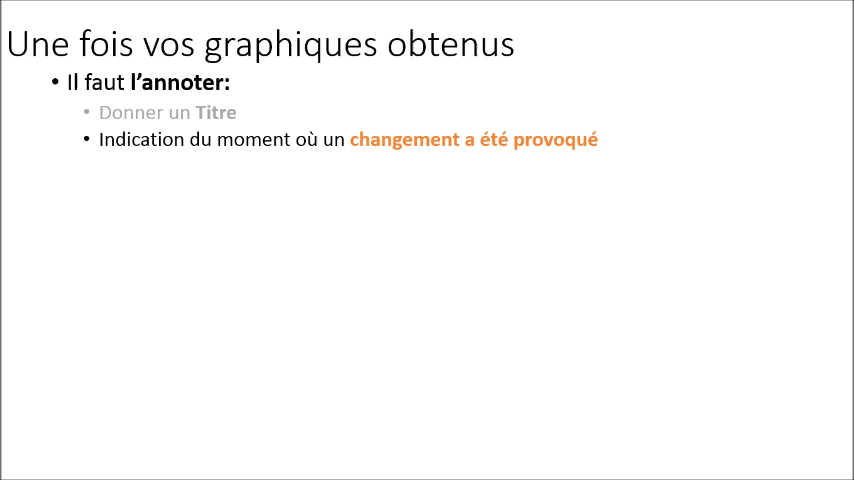 Une fois vos graphiques obtenus
• Il faut l’annoter:
• Donner un Titre
• Indication du moment où un changement a été provoqué